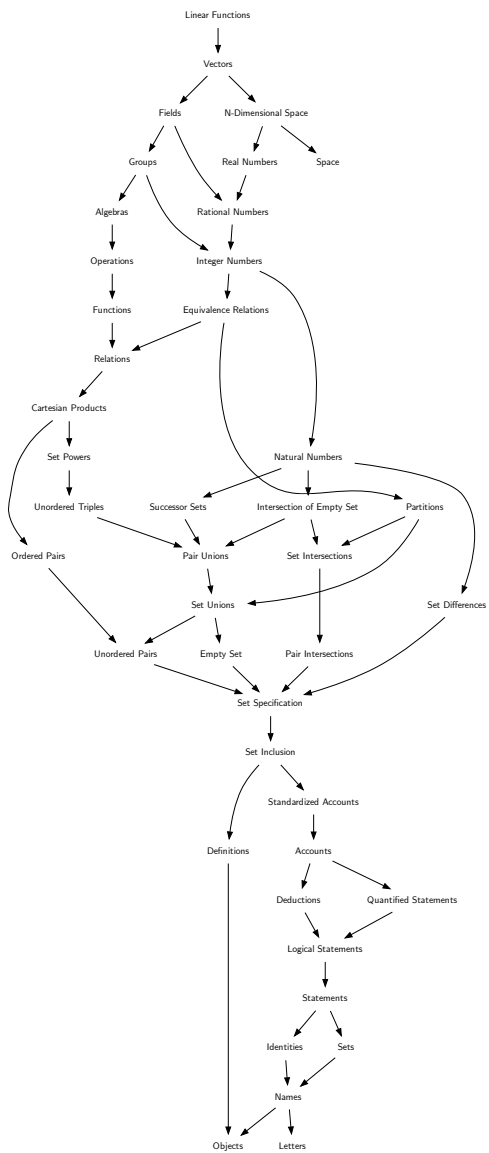 Linear Functions
Vectors
Fields
N-Dimensional Space
Groups
Real Numbers
Space
Algebras
Rational Numbers
Operations
Integer Numbers
Functions
Equivalence Relations
Relations
Cartesian Products
Set Powers
Natural Numbers
Unordered Triples
Successor Sets
Intersection of Empty Set
Partitions
Ordered Pairs
Pair Unions
Set Intersections
Set Unions
Set Differences
Unordered Pairs
Empty Set
Pair Intersections
Set Specification
Set Inclusion
Standardized Accounts
Definitions
Accounts
Deductions
Quantified Statements
Logical Statements
Statements
Identities
Sets
Names
Objects
Letters